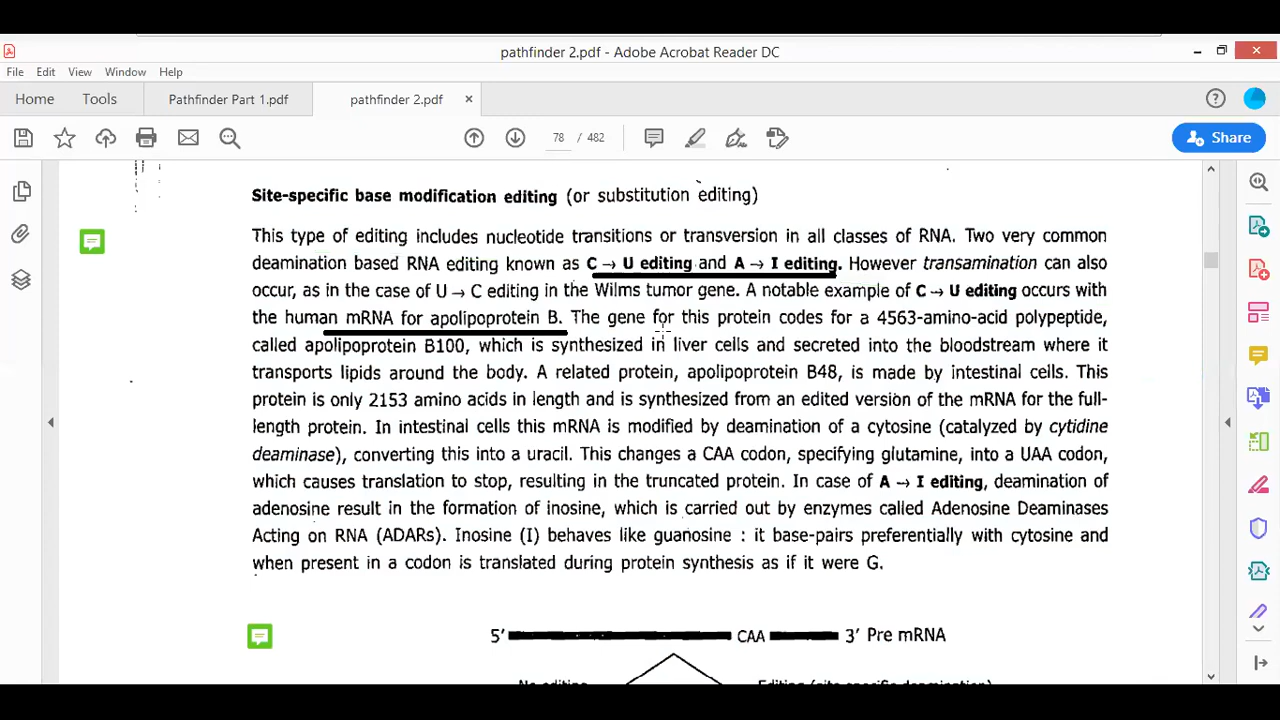 pathfinder 2.pdf - Adobe Acrobat Reader DC
File Edit View Window Help
Home Tools Pathfinder Part 1.pdf pathfinder 2.pdf ×
78 / 482 Share
Site-specific base modification editing (or substitution editing)
This type of editing includes nucleotide transitions or transversion in all classes of RNA. Two very common
deamination based RNA editing known as C → U editing and A → I editing. However transamination can also
occur, as in the case of U → C editing in the Wilms tumor gene. A notable example of C → U editing occurs with
the human mRNA for apolipoprotein B. The gene for this protein codes for a 4563-amino-acid polypeptide,
called apolipoprotein B100, which is synthesized in liver cells and secreted into the bloodstream where it
transports lipids around the body. A related protein, apolipoprotein B48, is made by intestinal cells. This
protein is only 2153 amino acids in length and is synthesized from an edited version of the mRNA for the full-
length protein. In intestinal cells this mRNA is modified by deamination of a cytosine (catalyzed by cytidine
deaminase), converting this into a uracil. This changes a CAA codon, specifying glutamine, into a UAA codon,
which causes translation to stop, resulting in the truncated protein. In case of A → I editing, deamination of
adenosine result in the formation of inosine, which is carried out by enzymes called Adenosine Deaminases
Acting on RNA (ADARs). Inosine (I) behaves like guanosine : it base-pairs preferentially with cytosine and
when present in a codon is translated during protein synthesis as if it were G.
5′ CAA 3′ Pre mRNA
No editing Editing (site specific deamination)